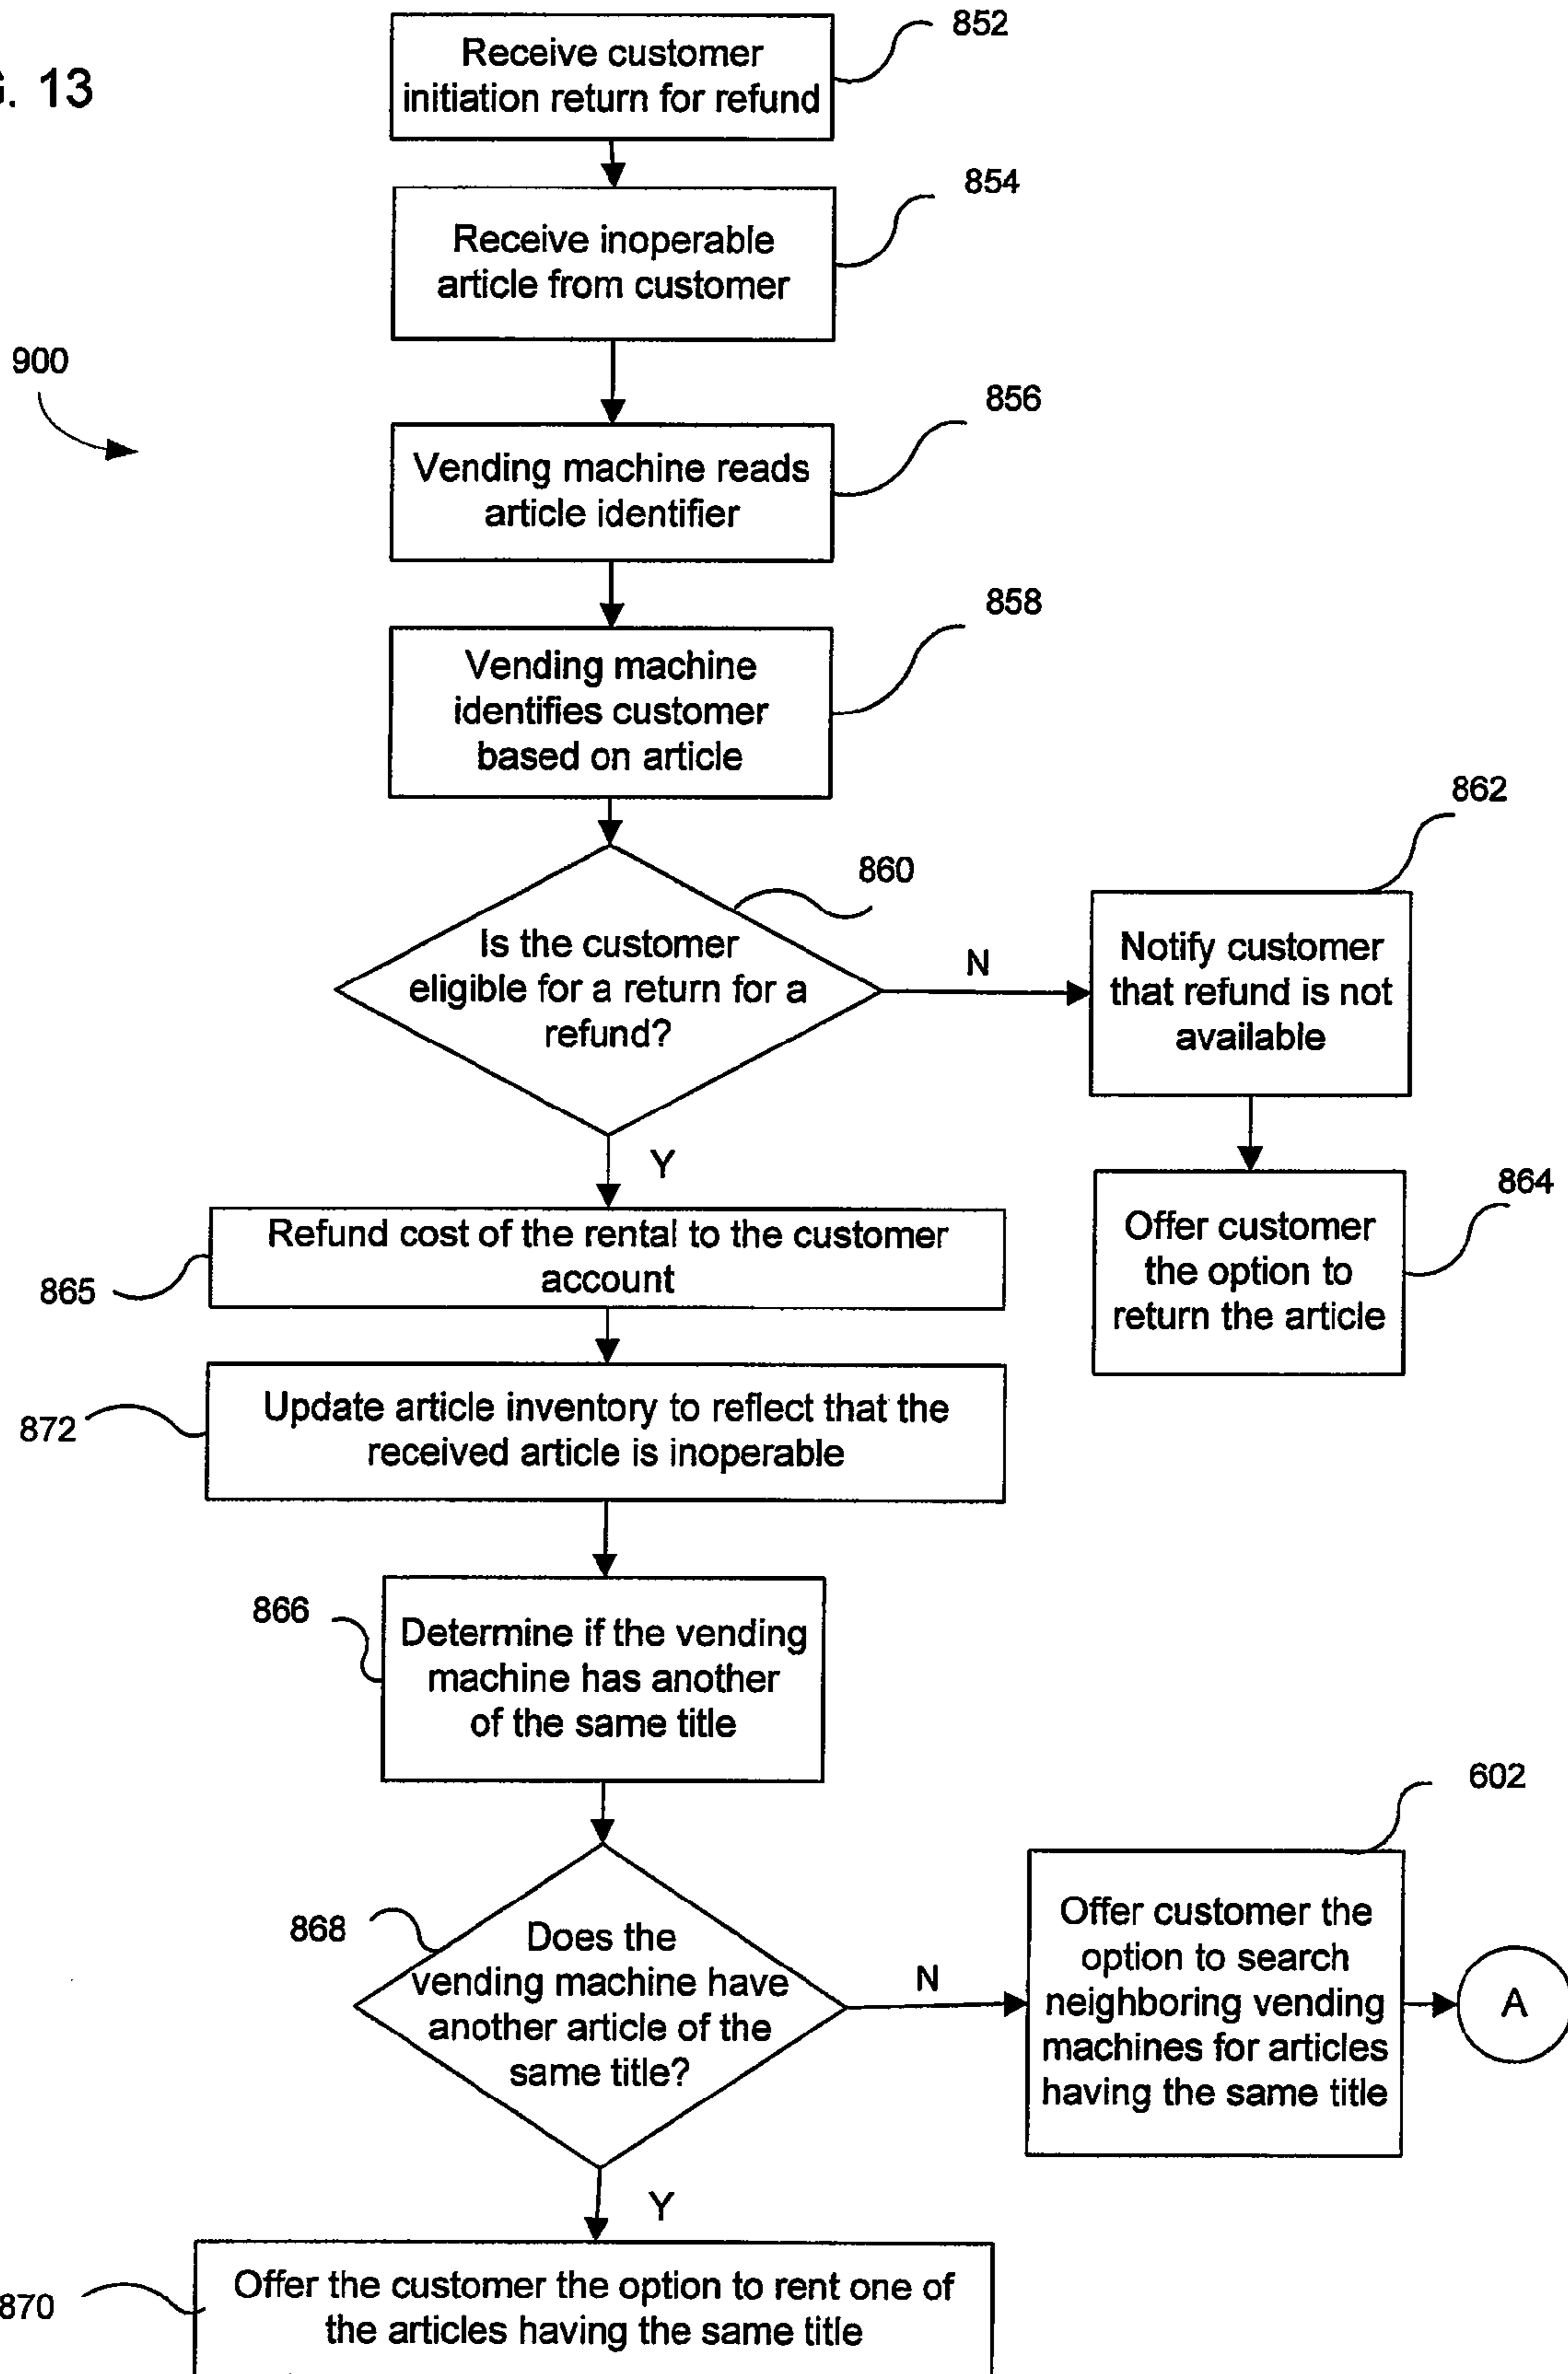 . 13
852
Receive customer
initiation return for refund
854
Receive inoperable
article from customer
900
856
Vending machine reads
article identifier
858
Vending machine
identifies customer
based on article
862
860
Is the customer
eligible for a return for a
refund?
N
Notify customer
that refund is not
available
Y
864
Offer customer
the option to
return the article
Refund cost of the rental to the customer
account
865
Update article inventory to reflect that the
received article is inoperable
872
866
Determine if the vending
machine has another
of the same title
602
868
Does the
vending machine have
another article of the
same title?
N
Offer customer the
option to search
neighboring vending
machines for articles
having the same title
A
Y
870
Offer the customer the option to rent one of
the articles having the same title